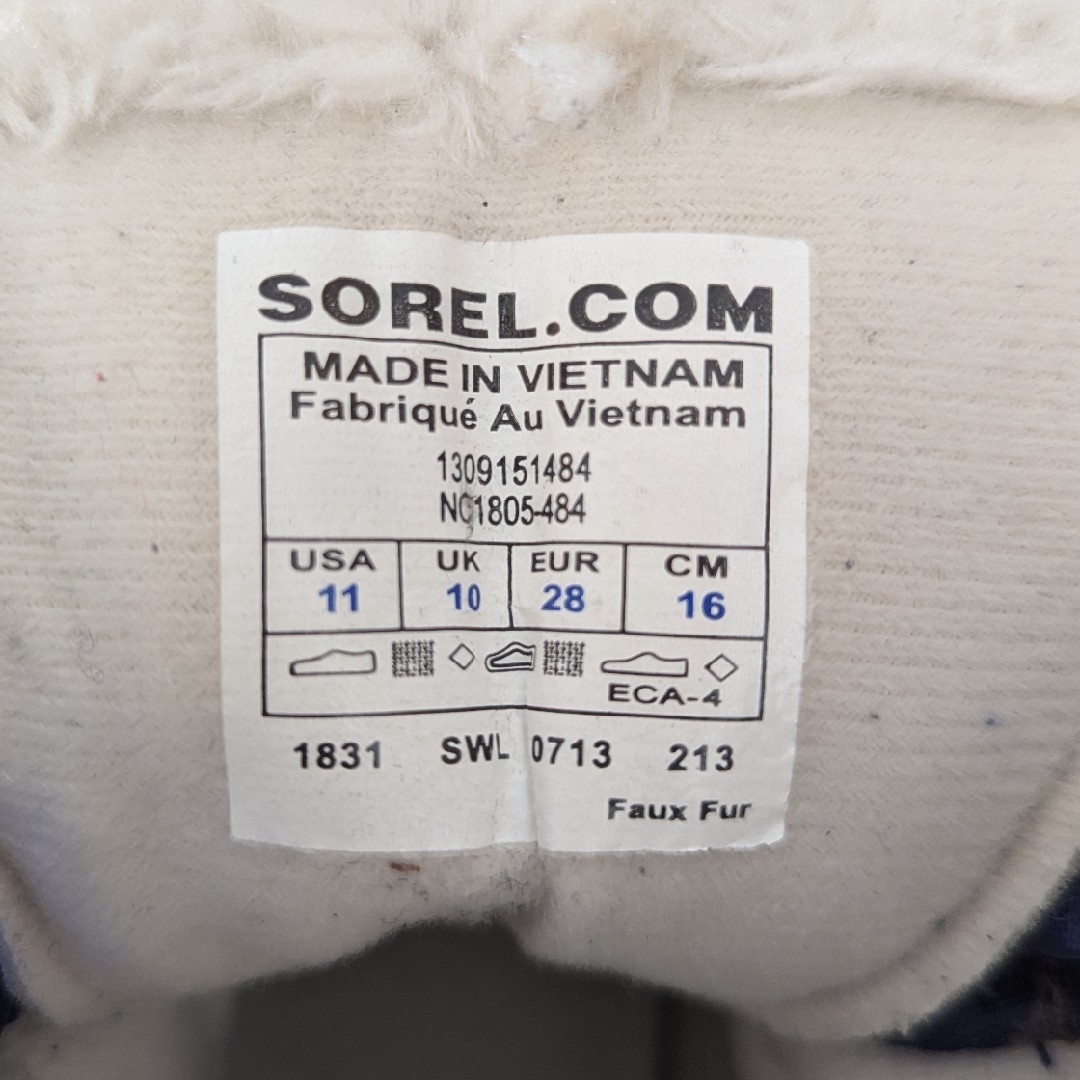 SOREL.COM
MADE IN VIETNAM
Fabriqué Au Vietnam
1309151484
NC1805-484
USA UK EUR CM
11 10 28 16
ECA-4
1831 SWL 0713 213
Faux Fur